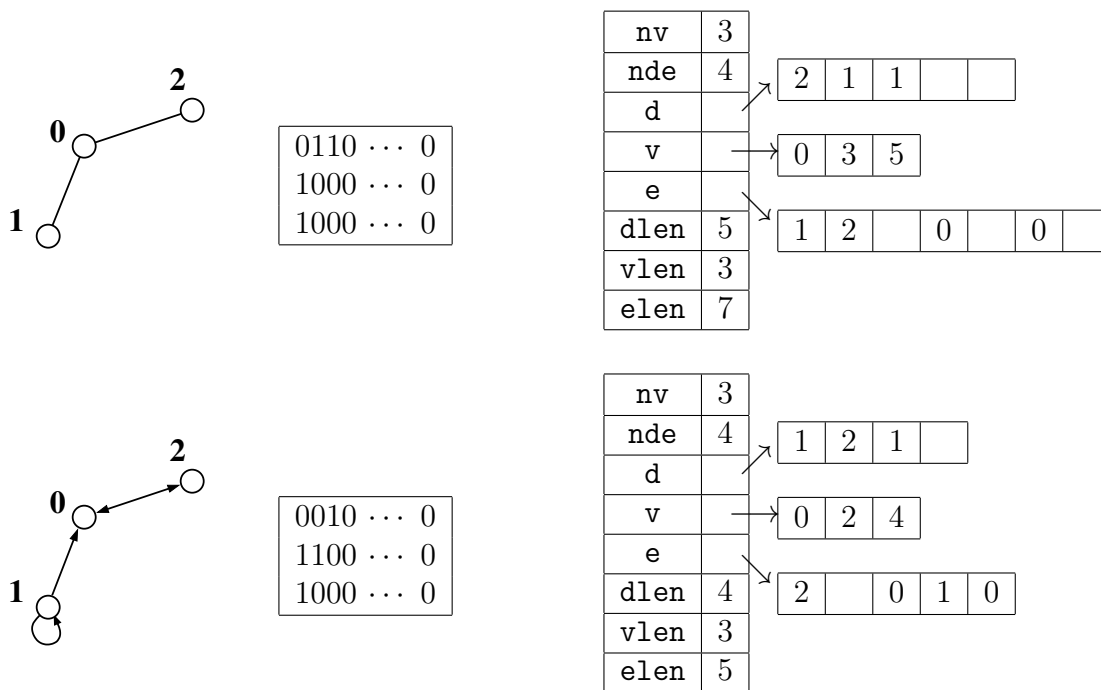 2
0
1
0110 ⋯ 0
1000 ⋯ 0
1000 ⋯ 0
nv 3
nde 4
d
v
e
dlen 5
vlen 3
elen 7
2 1 1
0 3 5
1 2 0 0
2
0
1
0010 ⋯ 0
1100 ⋯ 0
1000 ⋯ 0
nv 3
nde 4
d
v
e
dlen 4
vlen 3
elen 5
1 2 1
0 2 4
2 0 1 0